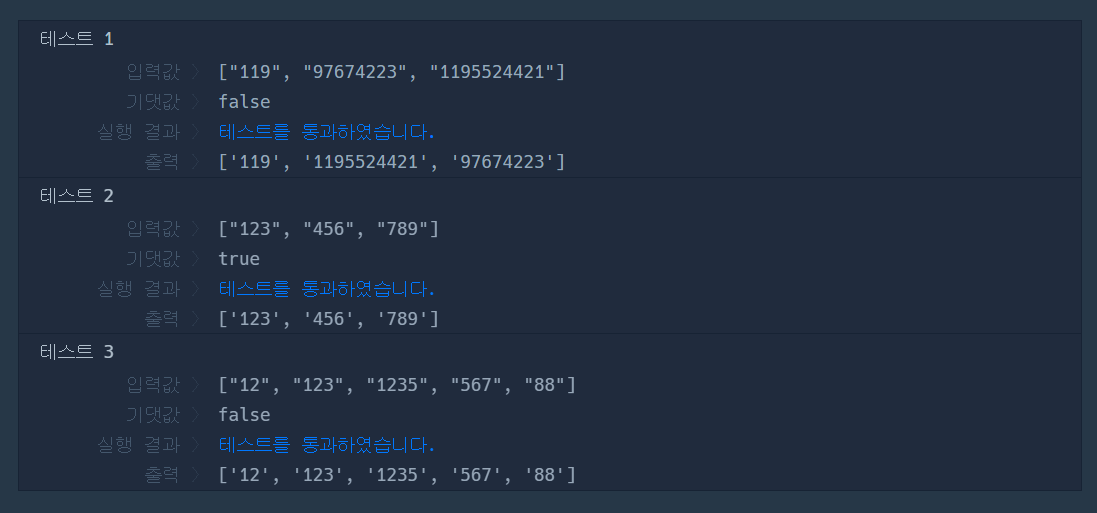 테스트 1
입력값 〉 ["119", "97674223", "1195524421"]
기댓값 〉 false
실행 결과 〉 테스트를 통과하였습니다.
출력 〉 ['119', '1195524421', '97674223']
테스트 2
입력값 〉 ["123", "456", "789"]
기댓값 〉 true
실행 결과 〉 테스트를 통과하였습니다.
출력 〉 ['123', '456', '789']
테스트 3
입력값 〉 ["12", "123", "1235", "567", "88"]
기댓값 〉 false
실행 결과 〉 테스트를 통과하였습니다.
출력 〉 ['12', '123', '1235', '567', '88']